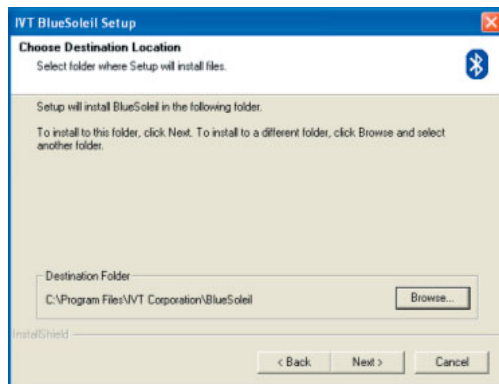 IVT BlueSoleil Setup
Choose Destination Location
Select folder where Setup will install files.
Setup will install BlueSoleil in the following folder.
To install to this folder, click Next. To install to a different folder, click Browse and select
another folder.
Destination Folder
C:\Program Files\IVT Corporation\BlueSoleil
Browse...
InstallShield
< Back
Next >
Cancel